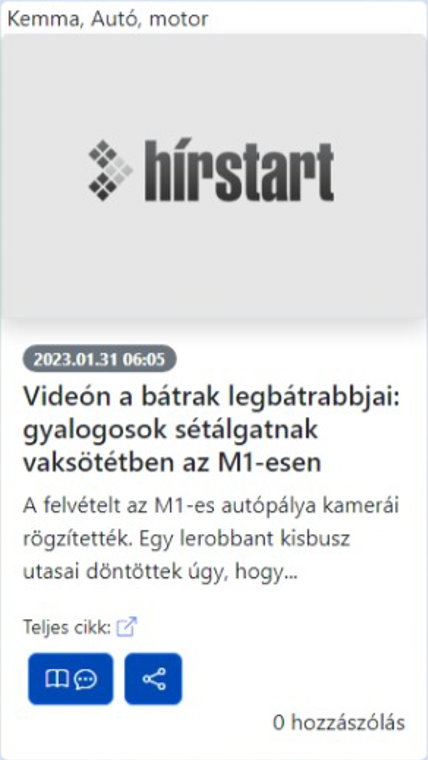 Kemma, Autó, motor
hírstart
2023.01.31 06:05
Videón a bátrak legbátrabbjai:
gyalogosok sétálgatnak
vaksötétben az M1-esen
A felvételt az M1-es autópálya kamerái
rögzítették. Egy lerobbant kisbusz
utasai döntöttek úgy, hogy...
Teljes cikk:
0 hozzászólás